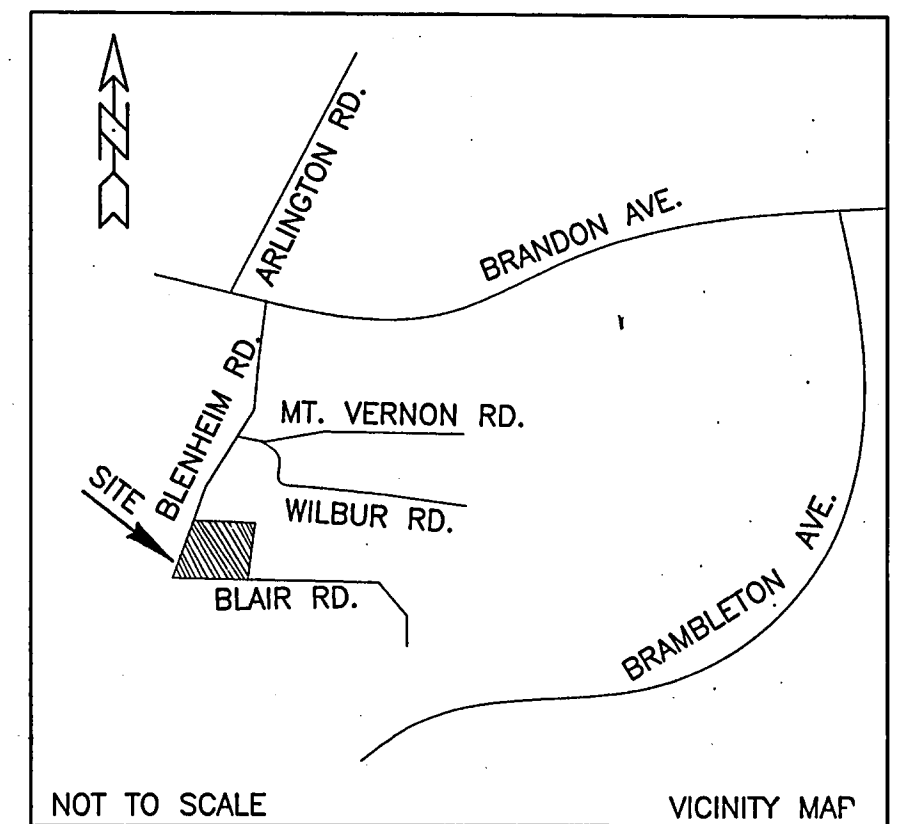 N
ARLINGTON RD.
BRANDON AVE.
BLENHEIM RD.
MT. VERNON RD.
SITE
WILBUR RD.
BLAIR RD.
BRAMBLETON AVE.
NOT TO SCALE
VICINITY MAP